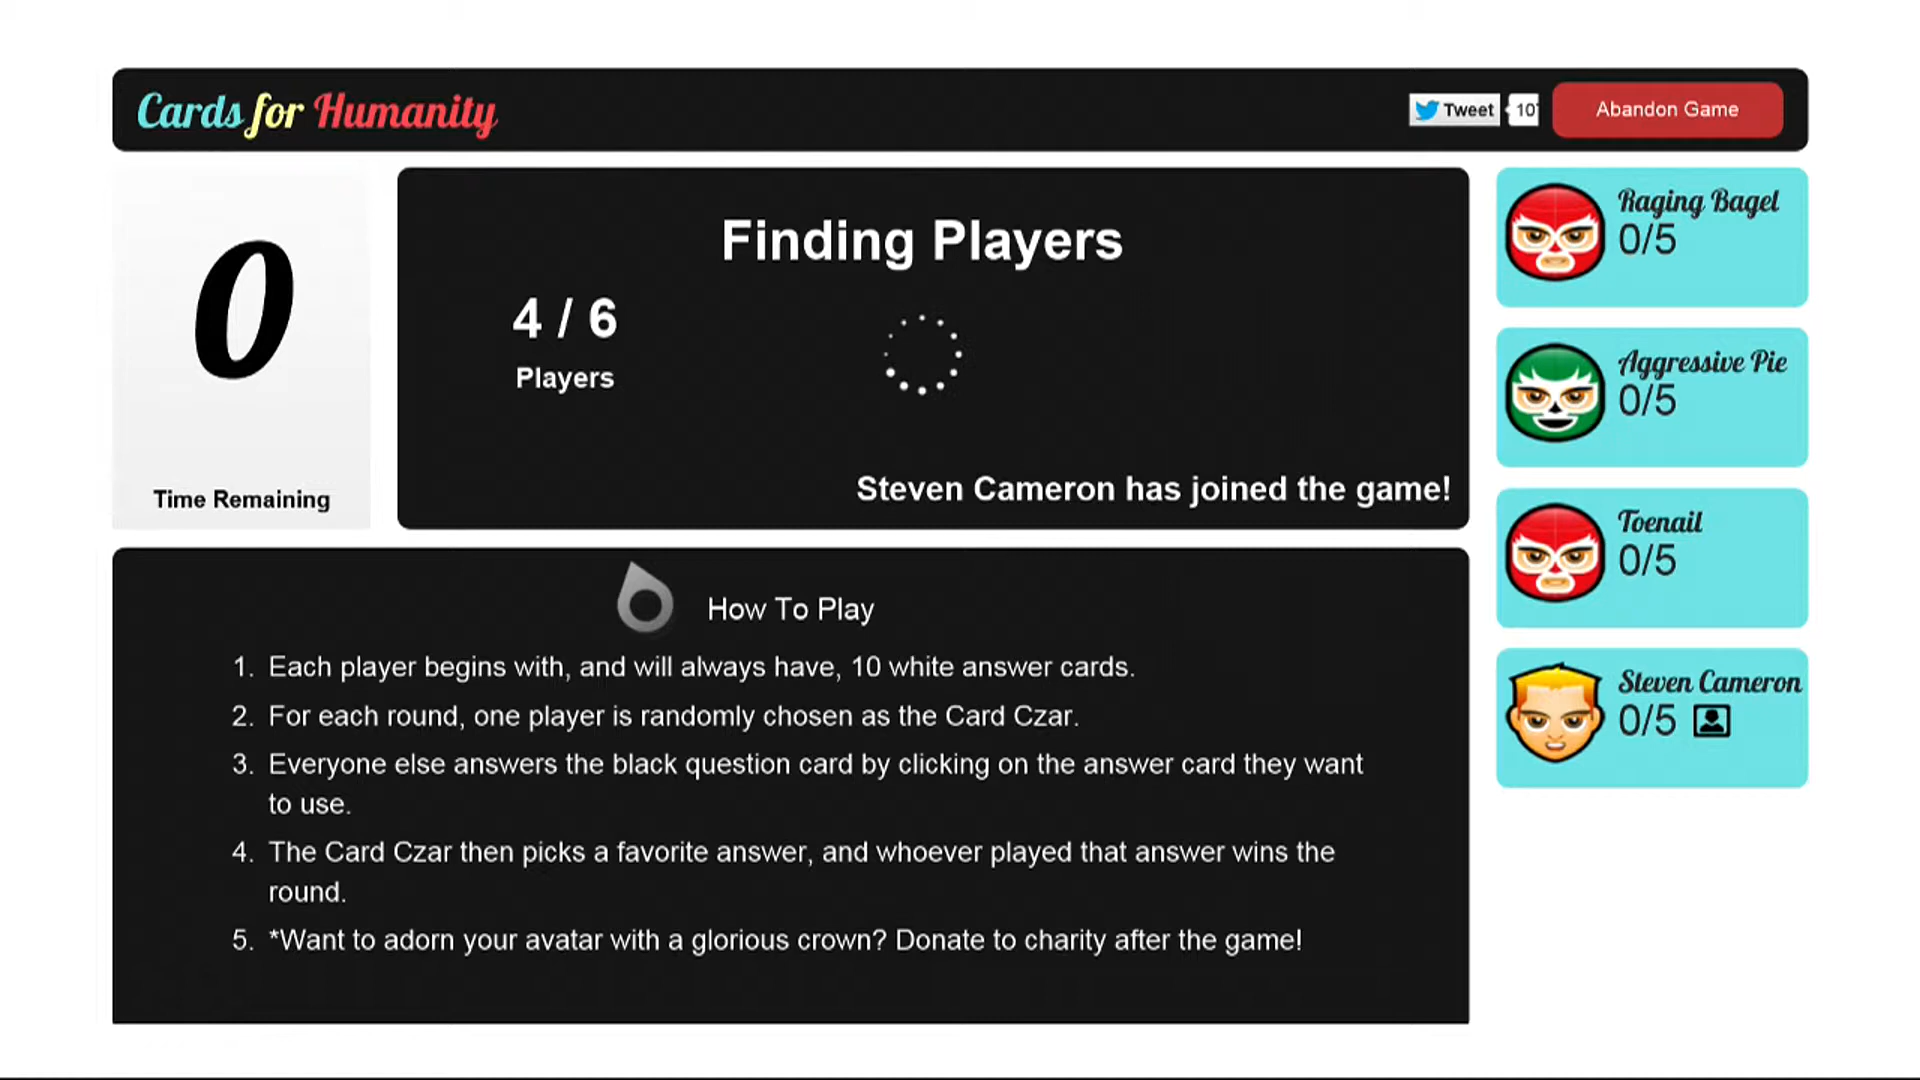 Cards for Humanity
Tweet
10
Abandon Game
0
Time Remaining
Finding Players
4 / 6
Players
Steven Cameron has joined the game!
Raging Bagel
0/5
Aggressive Pie
0/5
Toenail
0/5
Steven Cameron
0/5
How To Play
1. Each player begins with, and will always have, 10 white answer cards.
2. For each round, one player is randomly chosen as the Card Czar.
3. Everyone else answers the black question card by clicking on the answer card they want
to use.
4. The Card Czar then picks a favorite answer, and whoever played that answer wins the
round.
5. *Want to adorn your avatar with a glorious crown? Donate to charity after the game!